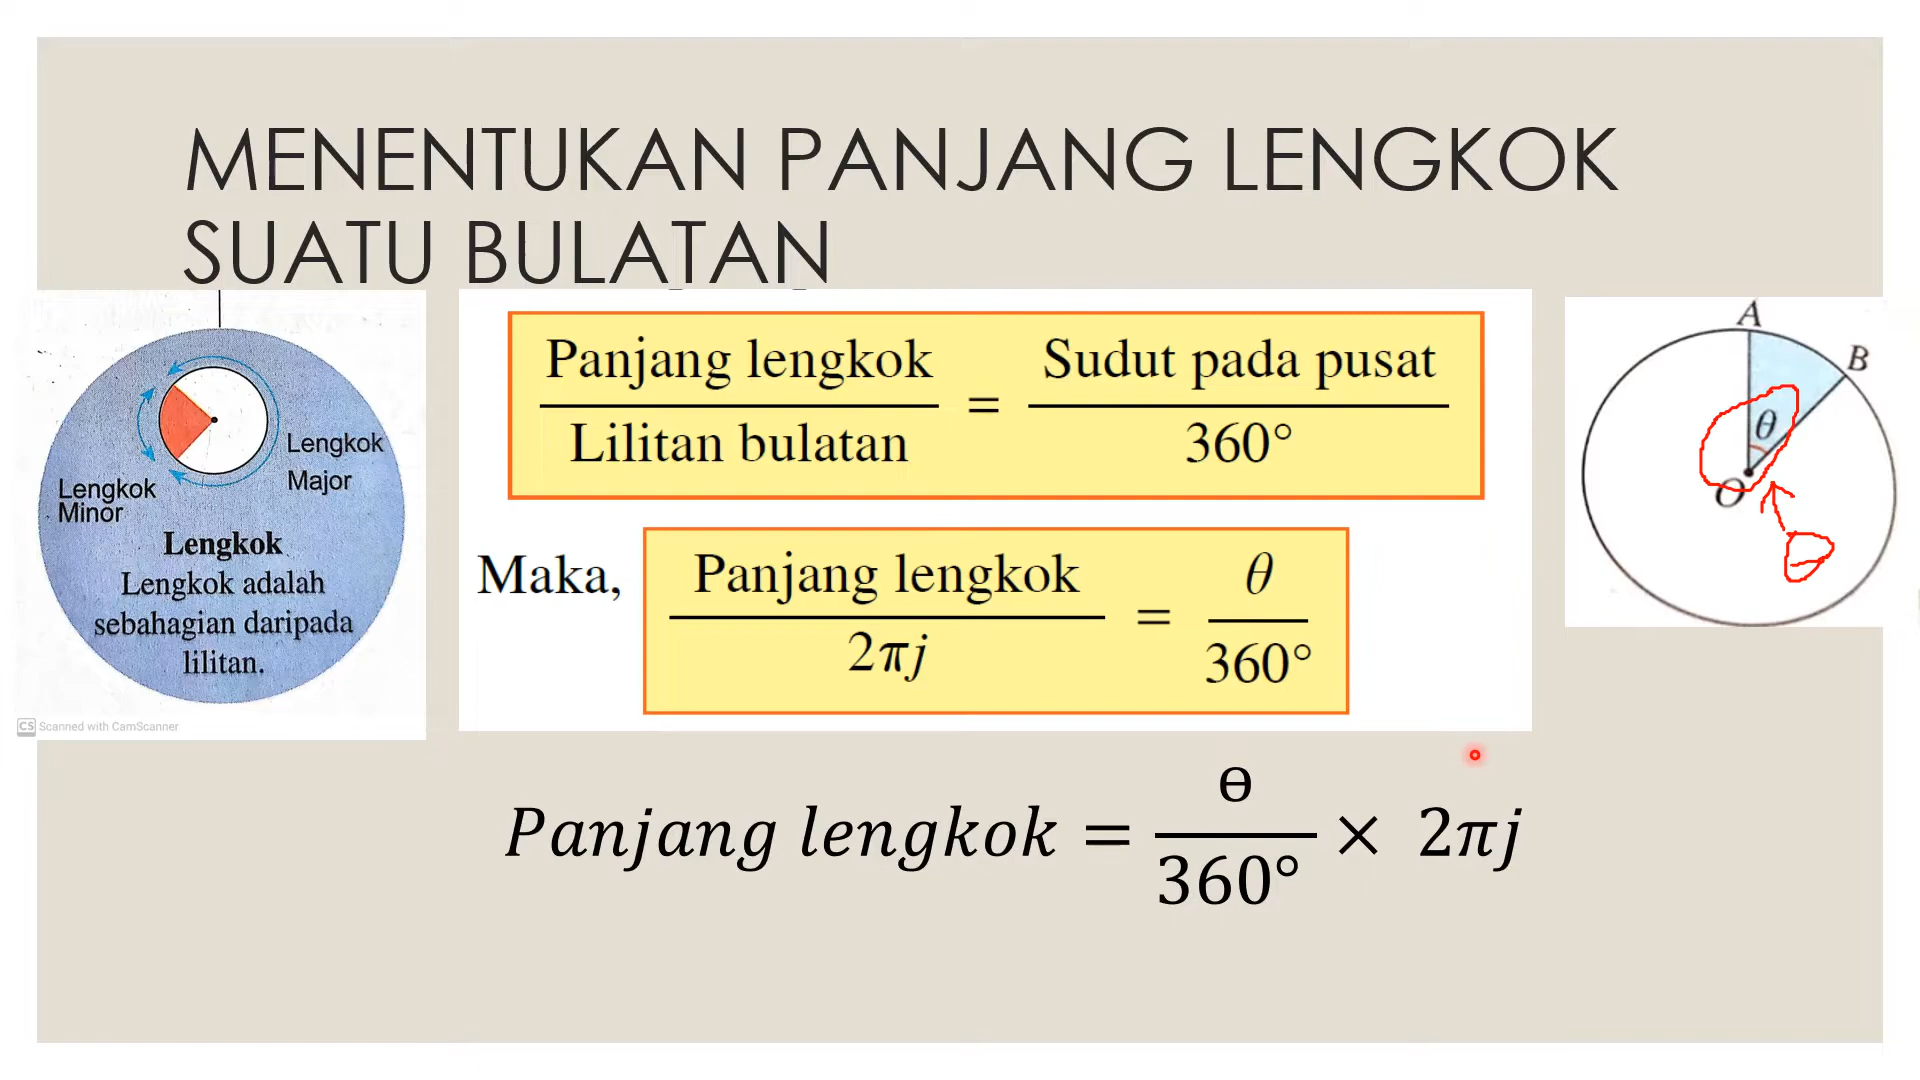 MENENTUKAN PANJANG LENGKOK
SUATU BULATAN
Lengkok
Major
Lengkok
Minor
Lengkok
Lengkok adalah
sebahagian daripada
lilitan.
CS Scanned with CamScanner
Panjang lengkok / Lilitan bulatan = Sudut pada pusat / 360°
Maka, Panjang lengkok / 2πj = θ / 360°
Panjang lengkok = ɵ / 360° × 2πj
A
B
θ
O
θ